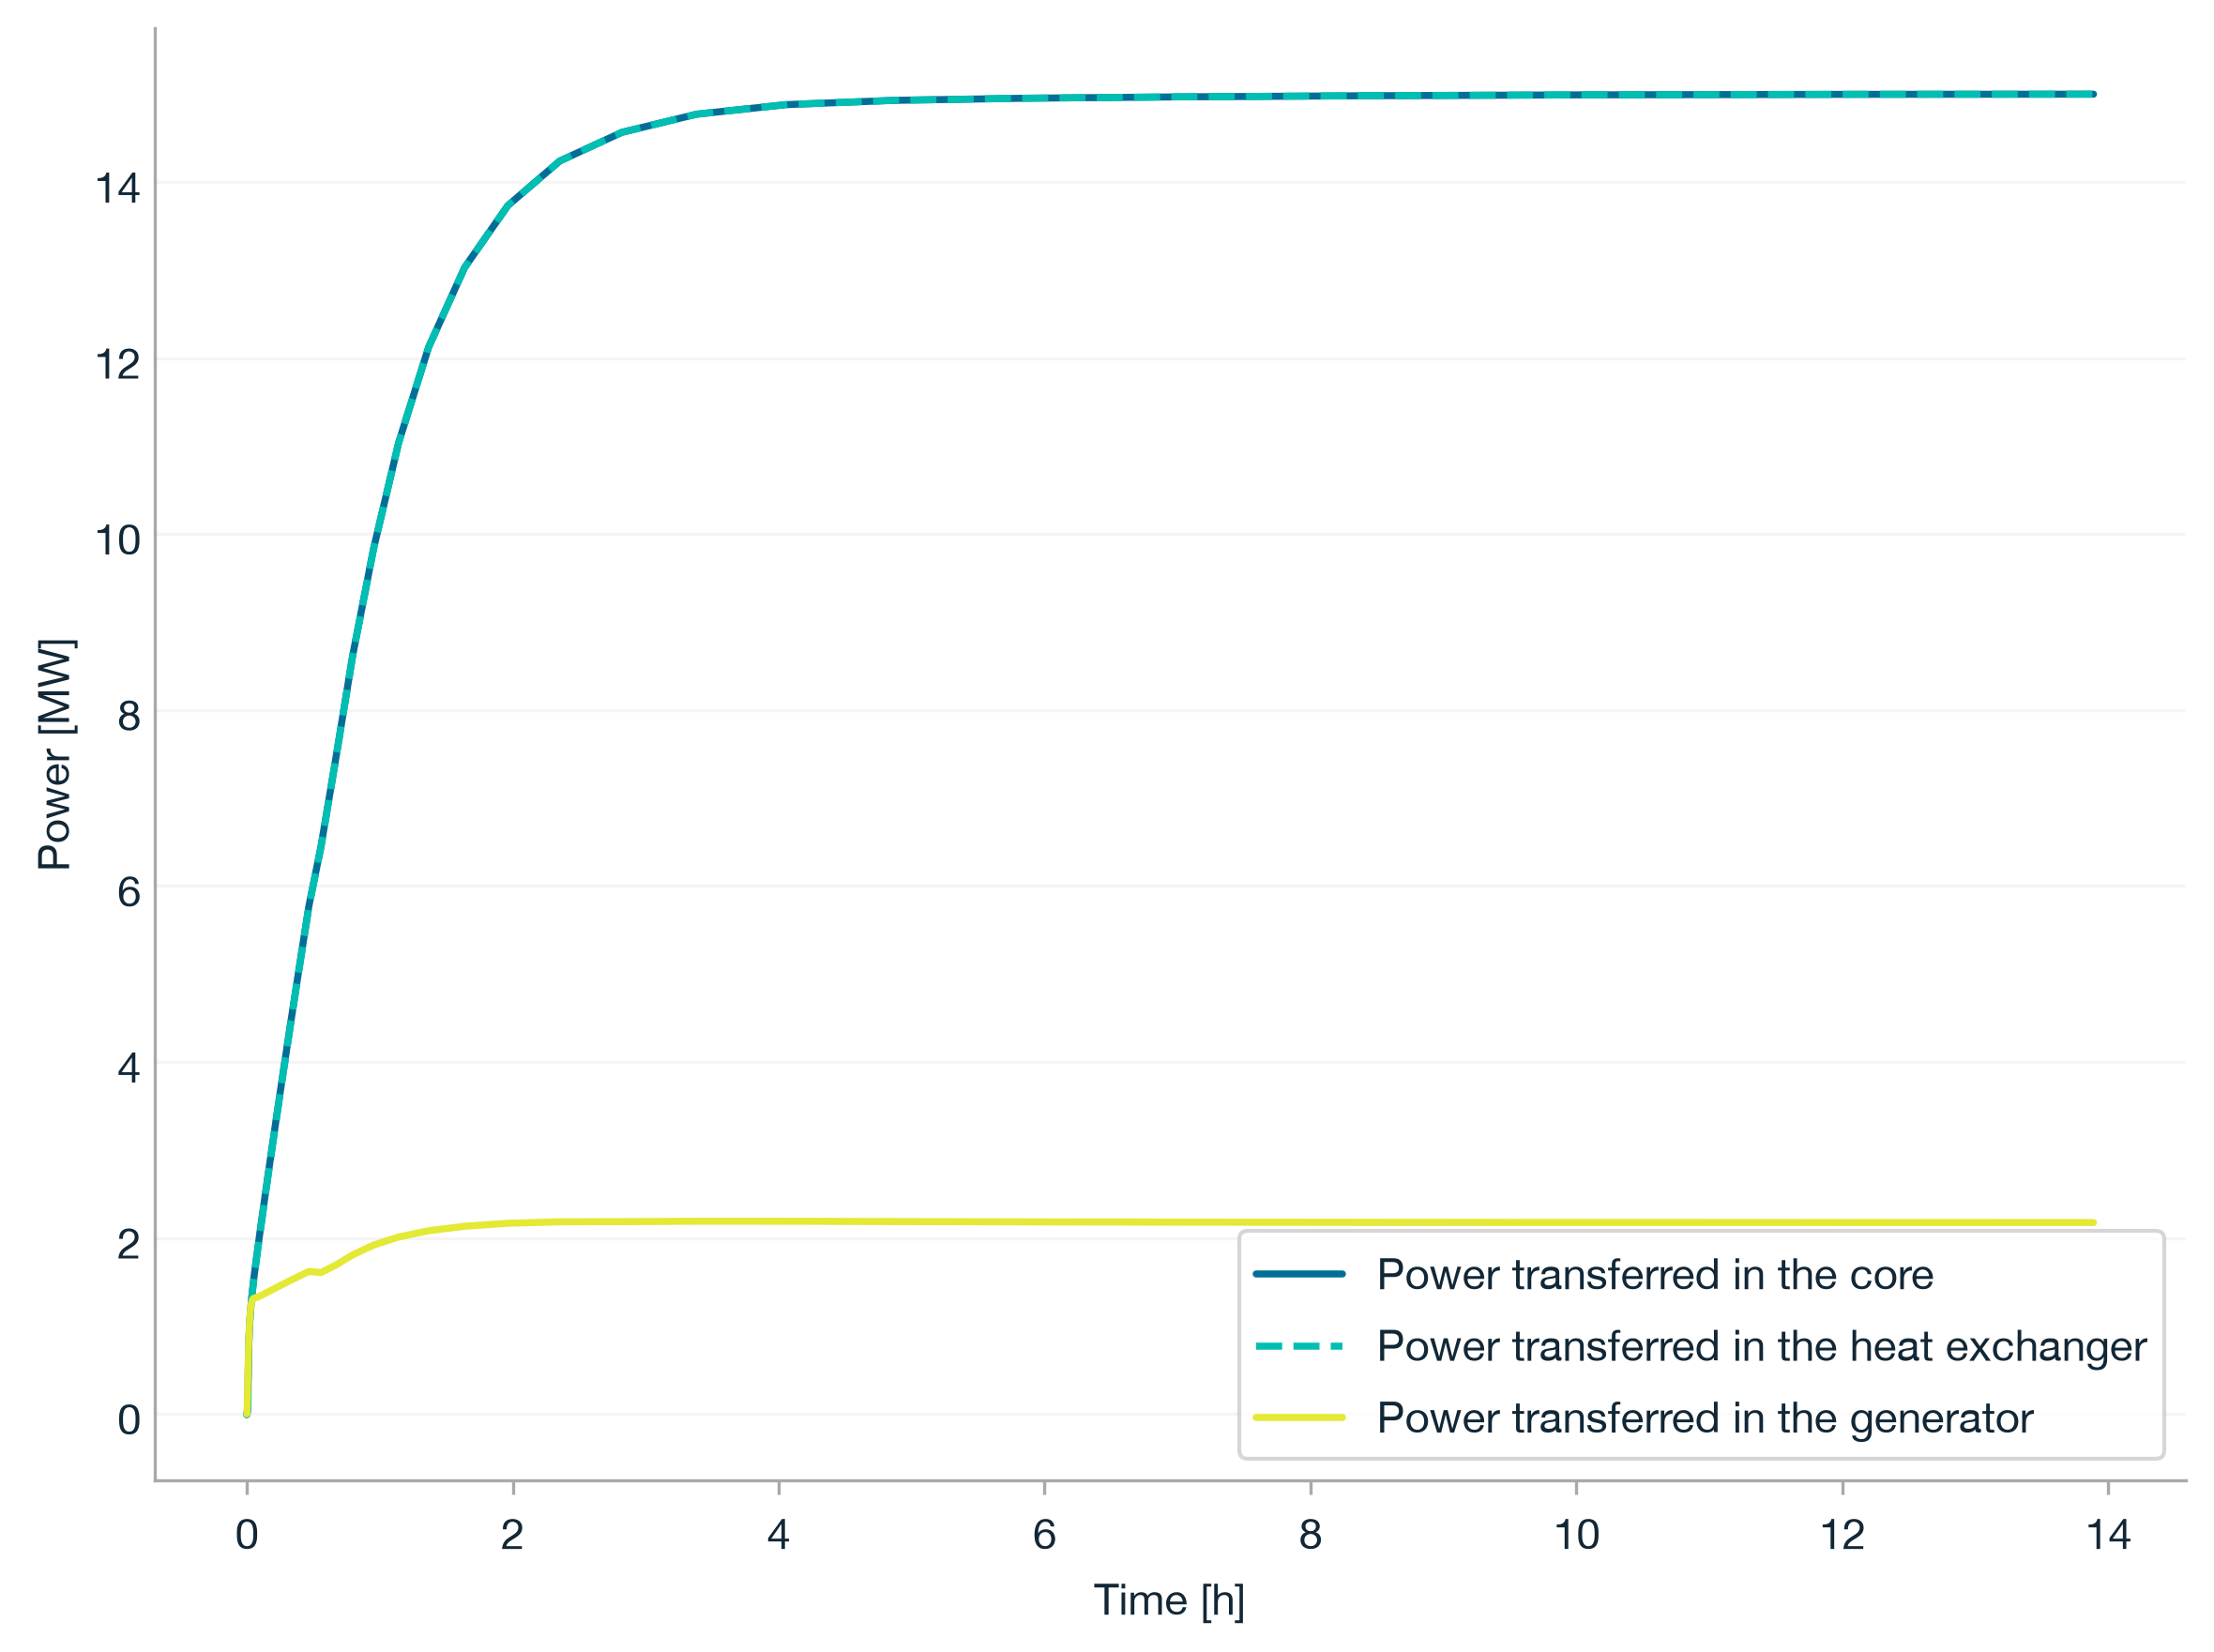 Power [MW]
14
12
10
8
6
4
2
0
0 2 4 6 8 10 12 14
Time [h]
Power transferred in the core
Power transferred in the heat exchanger
Power transferred in the generator